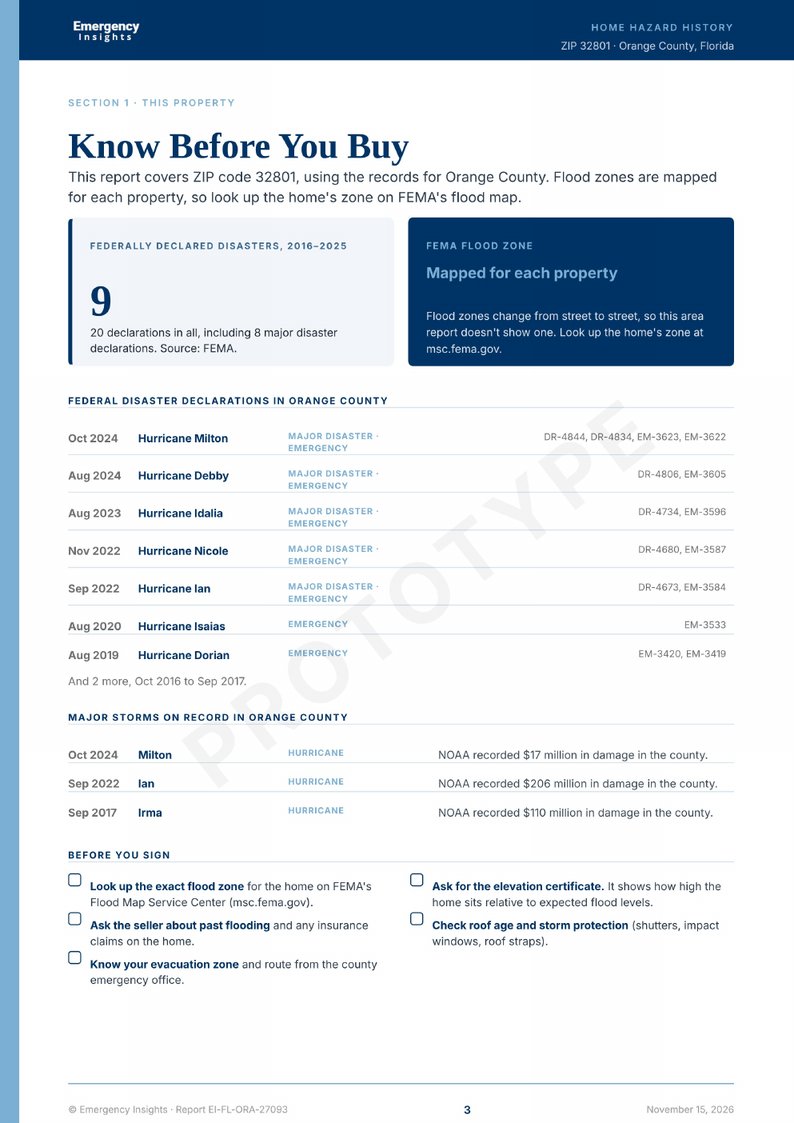 Emergency
Insights
HOME HAZARD HISTORY
ZIP 32801 · Orange County, Florida
SECTION 1 · THIS PROPERTY
Know Before You Buy
This report covers ZIP code 32801, using the records for Orange County. Flood zones are mapped
for each property, so look up the home's zone on FEMA's flood map.
FEDERALLY DECLARED DISASTERS, 2016–2025
9
20 declarations in all, including 8 major disaster
declarations. Source: FEMA.
FEMA FLOOD ZONE
Mapped for each property
Flood zones change from street to street, so this area
report doesn't show one. Look up the home's zone at
msc.fema.gov.
FEDERAL DISASTER DECLARATIONS IN ORANGE COUNTY
Oct 2024 Hurricane Milton MAJOR DISASTER · DR-4844, DR-4834, EM-3623, EM-3622
EMERGENCY
Aug 2024 Hurricane Debby MAJOR DISASTER · DR-4806, EM-3605
EMERGENCY
Aug 2023 Hurricane Idalia MAJOR DISASTER · DR-4734, EM-3596
EMERGENCY
Nov 2022 Hurricane Nicole MAJOR DISASTER · DR-4680, EM-3587
EMERGENCY
Sep 2022 Hurricane Ian MAJOR DISASTER · DR-4673, EM-3584
EMERGENCY
Aug 2020 Hurricane Isaias EMERGENCY EM-3533
Aug 2019 Hurricane Dorian EMERGENCY EM-3420, EM-3419
And 2 more, Oct 2016 to Sep 2017.
PROTOTYPE
MAJOR STORMS ON RECORD IN ORANGE COUNTY
Oct 2024 Milton HURRICANE NOAA recorded $17 million in damage in the county.
Sep 2022 Ian HURRICANE NOAA recorded $206 million in damage in the county.
Sep 2017 Irma HURRICANE NOAA recorded $110 million in damage in the county.
BEFORE YOU SIGN
Look up the exact flood zone for the home on FEMA's
Flood Map Service Center (msc.fema.gov).
Ask the seller about past flooding and any insurance
claims on the home.
Know your evacuation zone and route from the county
emergency office.
Ask for the elevation certificate. It shows how high the
home sits relative to expected flood levels.
Check roof age and storm protection (shutters, impact
windows, roof straps).
© Emergency Insights · Report EI-FL-ORA-27093
3
November 15, 2026